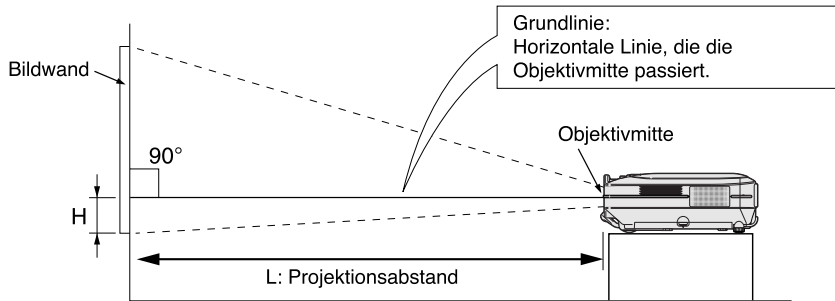 Grundlinie:
Horizontale Linie, die die
Objektivmitte passiert.
Bildwand
Objektivmitte
90°
H
L: Projektionsabstand